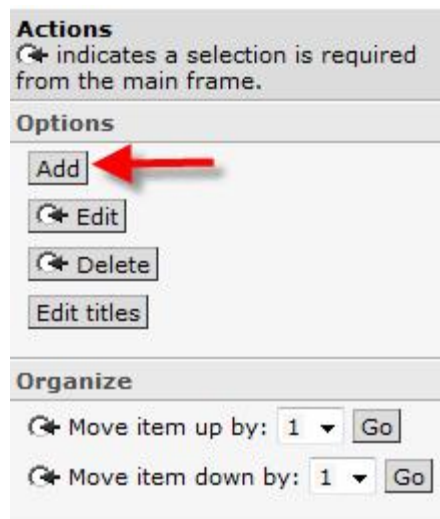 Actions
indicates a selection is required
from the main frame.
Options
Add
Edit
Delete
Edit titles
Organize
Move item up by: 1 Go
Move item down by: 1 Go